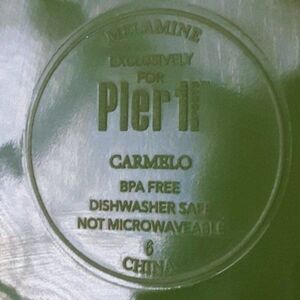 MELAMINE
EXCLUSIVELY
FOR
Pier 1
CARMELO
BPA FREE
DISHWASHER SAFE
NOT MICROWAVEABLE
6
CHINA